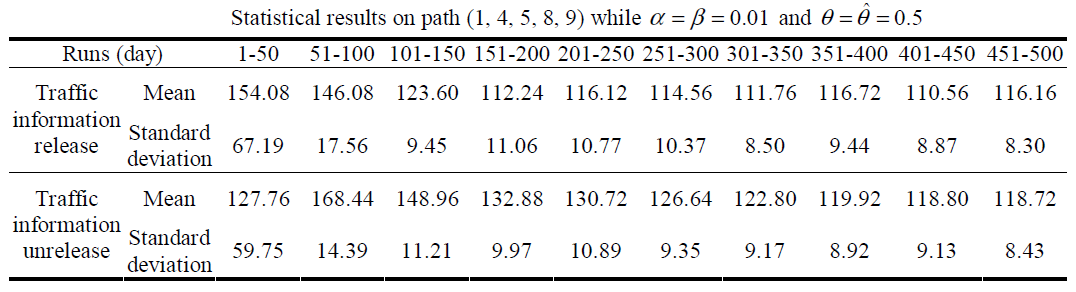 Statistical results on path (1, 4, 5, 8, 9) while α = β = 0.01 and θ = θ̂ = 0.5
Runs (day) 1-50 51-100 101-150 151-200 201-250 251-300 301-350 351-400 401-450 451-500
Traffic information release
Mean 154.08 146.08 123.60 112.24 116.12 114.56 111.76 116.72 110.56 116.16
Standard deviation 67.19 17.56 9.45 11.06 10.77 10.37 8.50 9.44 8.87 8.30
Traffic information unrelease
Mean 127.76 168.44 148.96 132.88 130.72 126.64 122.80 119.92 118.80 118.72
Standard deviation 59.75 14.39 11.21 9.97 10.89 9.35 9.17 8.92 9.13 8.43